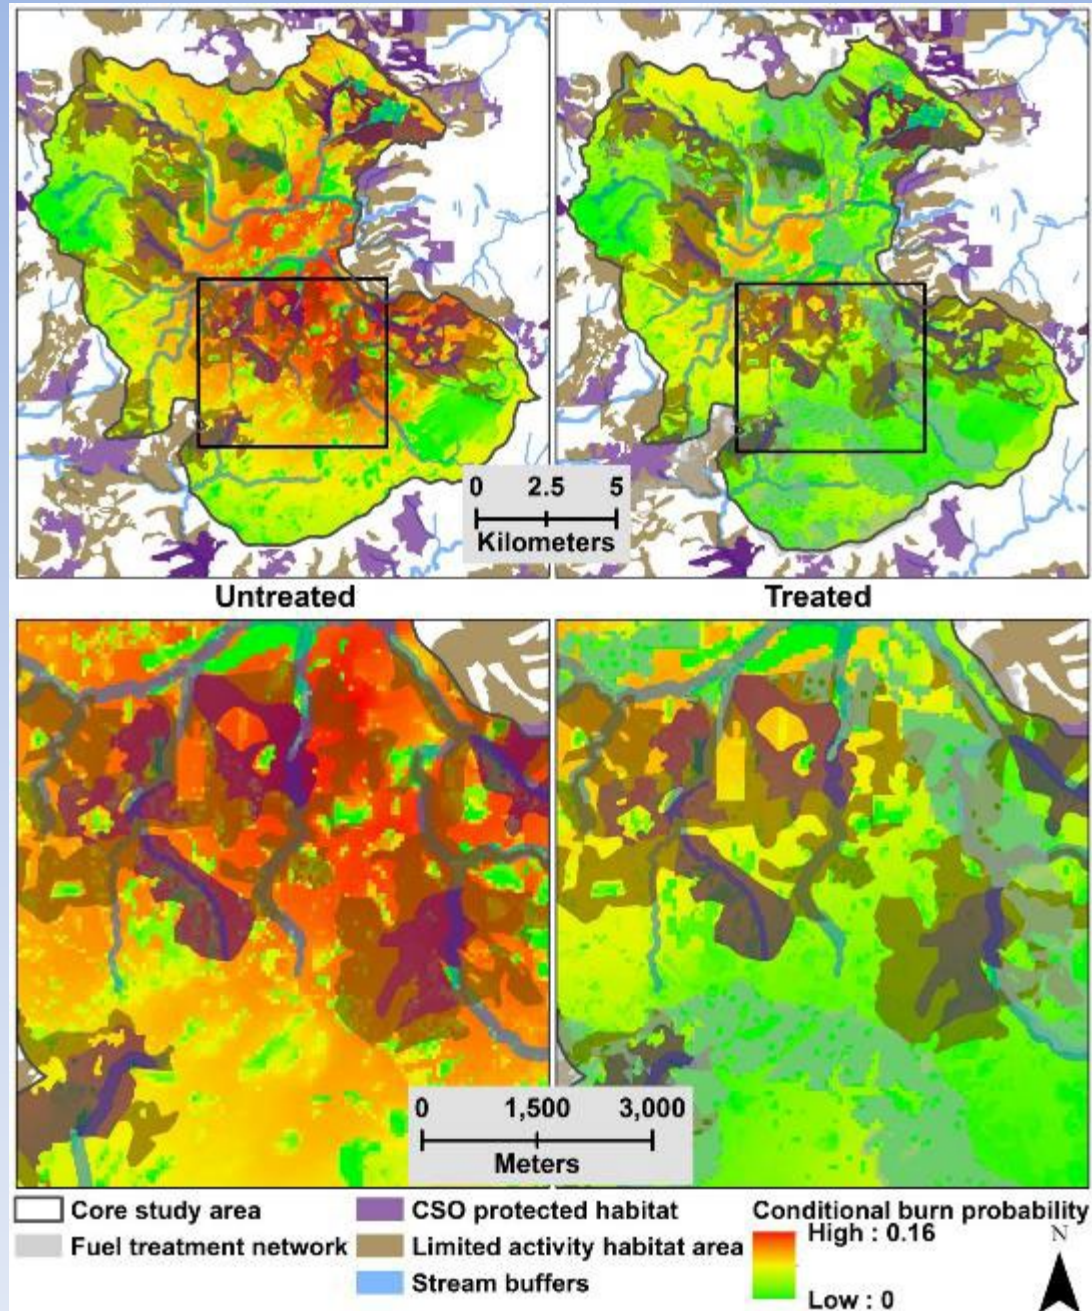 0 2.5 5
Kilometers
Untreated
Treated
0 1,500 3,000
Meters
Core study area
Fuel treatment network
CSO protected habitat
Limited activity habitat area
Stream buffers
Conditional burn probability
High : 0.16
Low : 0
N